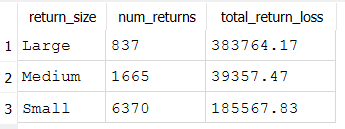 return_size num_returns total_return_loss
1 Large 837 383764.17
2 Medium 1665 39357.47
3 Small 6370 185567.83